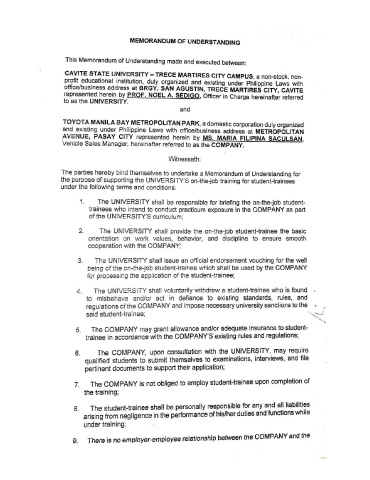 MEMORANDUM OF UNDERSTANDING
This Memorandum of Understanding made and executed between:
CAVITE STATE UNIVERSITY – TRECE MARTIRES CITY CAMPUS, a non-stock, non-
profit educational institution, duly organized and existing under Philippine Laws with
office/business address at BRGY. SAN AGUSTIN, TRECE MARTIRES CITY, CAVITE
represented herein by PROF. NOEL A. SEDIGO, Officer in Charge hereinafter referred
to as the UNIVERSITY.
and
TOYOTA MANILA BAY METROPOLITAN PARK, a domestic corporation duly organized
and existing under Philippine Laws with office/business address at METROPOLITAN
AVENUE, PASAY CITY represented herein by MS. MARIA FILIPINA SACULSAN,
Vehicle Sales Manager, hereinafter referred to as the COMPANY.
Witnesseth:
The parties hereby bind themselves to undertake a Memorandum of Understanding for
the purpose of supporting the UNIVERSITY'S on-the-job training for student-trainees
under the following terms and conditions:
1. The UNIVERSITY shall be responsible for briefing the on-the-job student-
trainees who intend to conduct practicum exposure in the COMPANY as part
of the UNIVERSITY'S curriculum;
2. The UNIVERSITY shall provide the on-the-job student-trainee the basic
orientation on work values, behavior, and discipline to ensure smooth
cooperation with the COMPANY;
3. The UNIVERSITY shall issue an official endorsement vouching for the well
being of the on-the-job student-trainee which shall be used by the COMPANY
for processing the application of the student-trainee;
4. The UNIVERSITY shall voluntarily withdraw a student-trainee who is found
to misbehave and/or act in defiance to existing standards, rules, and
regulations of the COMPANY and impose necessary university sanctions to the
said student-trainee;
5. The COMPANY may grant allowance and/or adequate insurance to student-
trainee in accordance with the COMPANY'S existing rules and regulations;
6. The COMPANY, upon consultation with the UNIVERSITY, may require
qualified students to submit themselves to examinations, interviews, and file
pertinent documents to support their application;
7. The COMPANY is not obliged to employ student-trainee upon completion of
the training;
8. The student-trainee shall be personally responsible for any and all liabilities
arising from negligence in the performance of his/her duties and functions while
under training;
9. There is no employer-employee relationship between the COMPANY and the